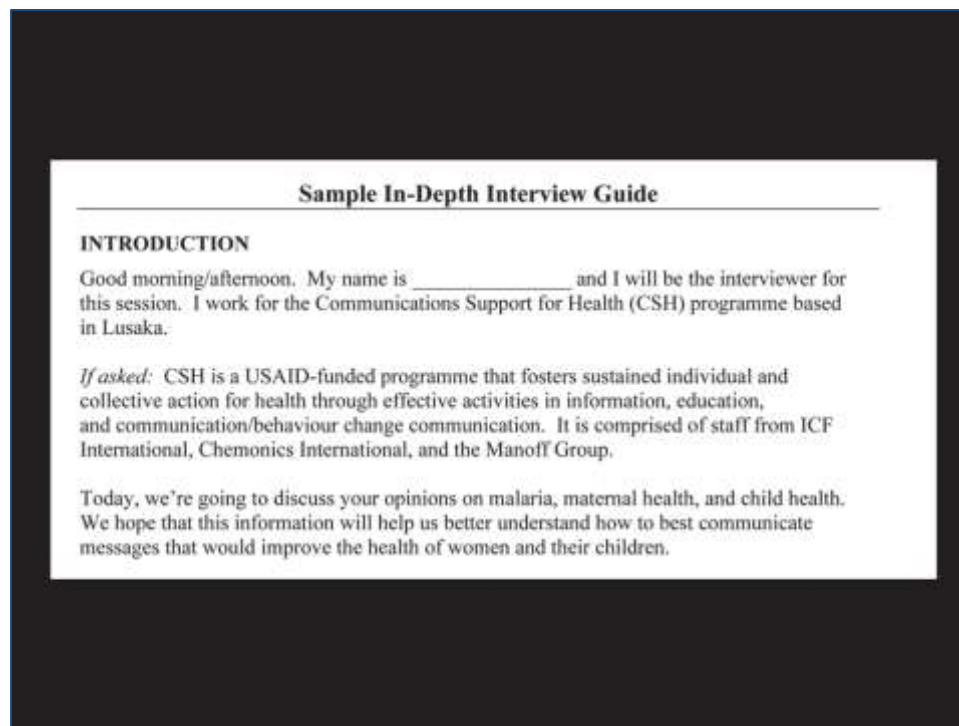 Sample In-Depth Interview Guide
INTRODUCTION
Good morning/afternoon. My name is ________________ and I will be the interviewer for
this session. I work for the Communications Support for Health (CSH) programme based
in Lusaka.
If asked: CSH is a USAID-funded programme that fosters sustained individual and
collective action for health through effective activities in information, education,
and communication/behaviour change communication. It is comprised of staff from ICF
International, Chemonics International, and the Manoff Group.
Today, we're going to discuss your opinions on malaria, maternal health, and child health.
We hope that this information will help us better understand how to best communicate
messages that would improve the health of women and their children.